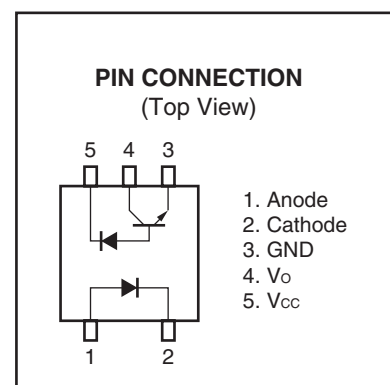 PIN CONNECTION
(Top View)
5 4 3
1. Anode
2. Cathode
3. GND
4. Vo
5. Vcc
1 2